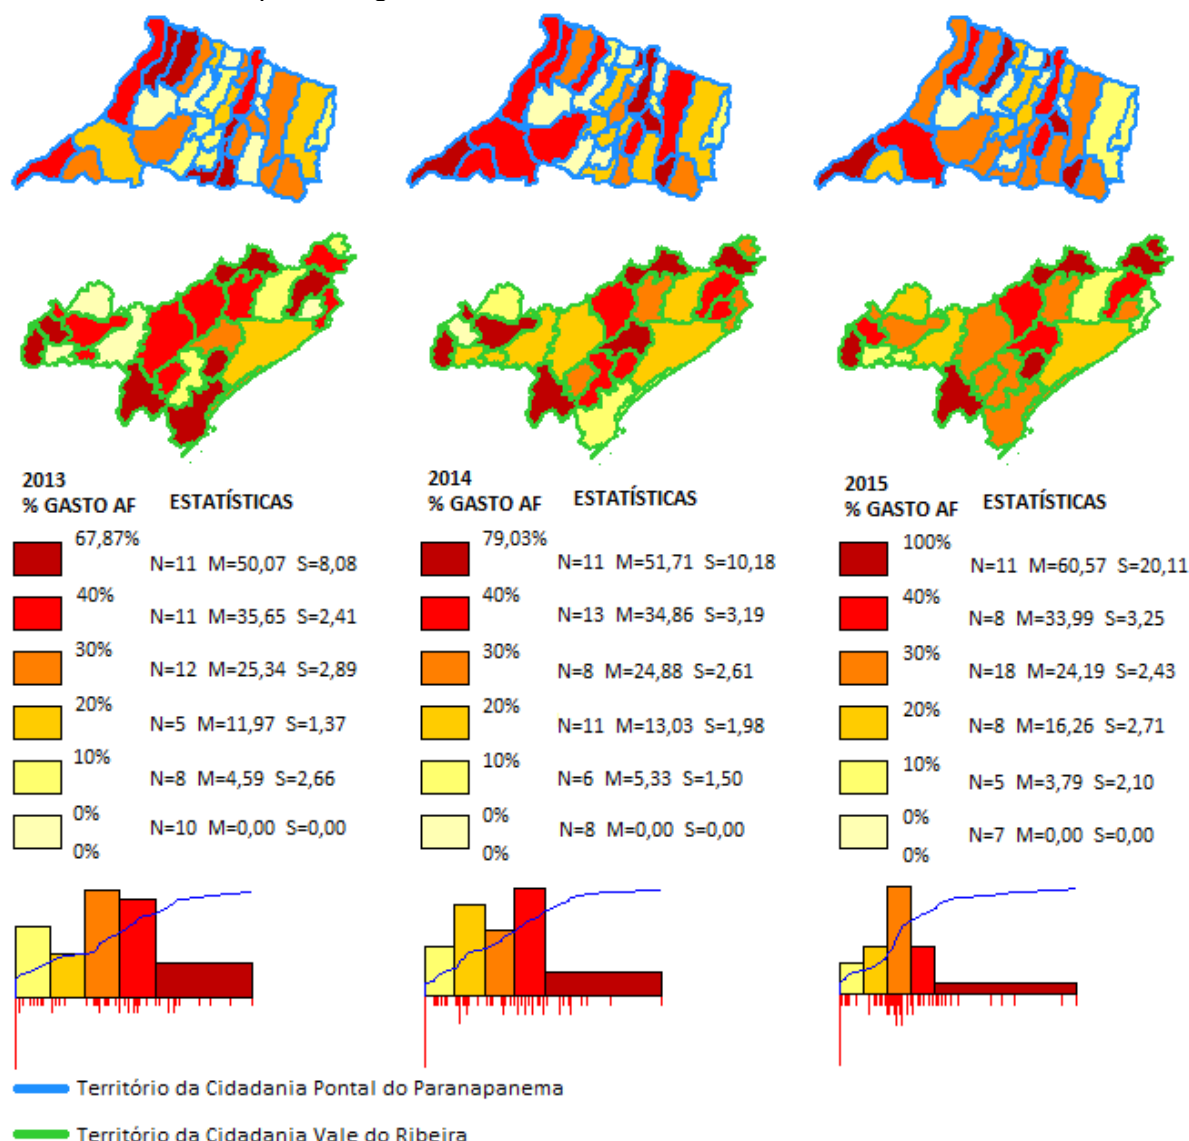 2013
% GASTO AF
ESTATÍSTICAS
67,87%
N=11 M=50,07 S=8,08
40%
N=11 M=35,65 S=2,41
30%
N=12 M=25,34 S=2,89
20%
N=5 M=11,97 S=1,37
10%
N=8 M=4,59 S=2,66
0%
N=10 M=0,00 S=0,00
0%
2014
% GASTO AF
ESTATÍSTICAS
79,03%
N=11 M=51,71 S=10,18
40%
N=13 M=34,86 S=3,19
30%
N=8 M=24,88 S=2,61
20%
N=11 M=13,03 S=1,98
10%
N=6 M=5,33 S=1,50
0%
N=8 M=0,00 S=0,00
0%
2015
% GASTO AF
ESTATÍSTICAS
100%
N=11 M=60,57 S=20,11
40%
N=8 M=33,99 S=3,25
30%
N=18 M=24,19 S=2,43
20%
N=8 M=16,26 S=2,71
10%
N=5 M=3,79 S=2,10
0%
N=7 M=0,00 S=0,00
0%
Território da Cidadania Pontal do Paranapanema
Território da Cidadania Vale do Ribeira